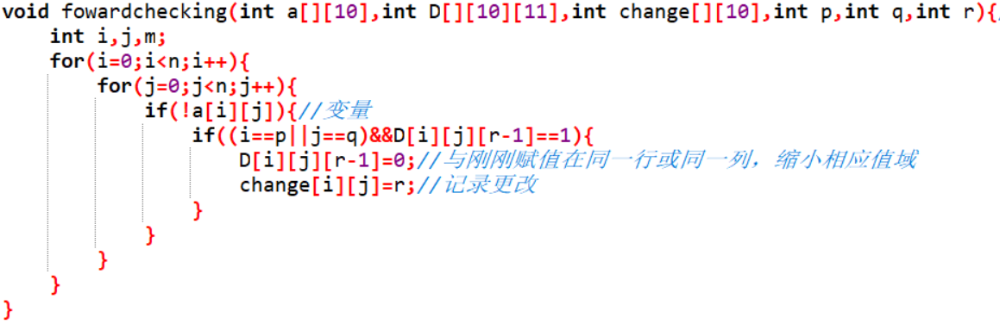 void fowardchecking(int a[][10],int D[][10][11],int change[][10],int p,int q,int r){
    int i,j,m;
    for(i=0;i<n;i++){
        for(j=0;j<n;j++){
            if(!a[i][j]){//变量
                if((i==p||j==q)&&D[i][j][r-1]==1){
                    D[i][j][r-1]=0;//与刚刚赋值在同一行或同一列，缩小相应值域
                    change[i][j]=r;//记录更改
                }
            }
        }
    }
}